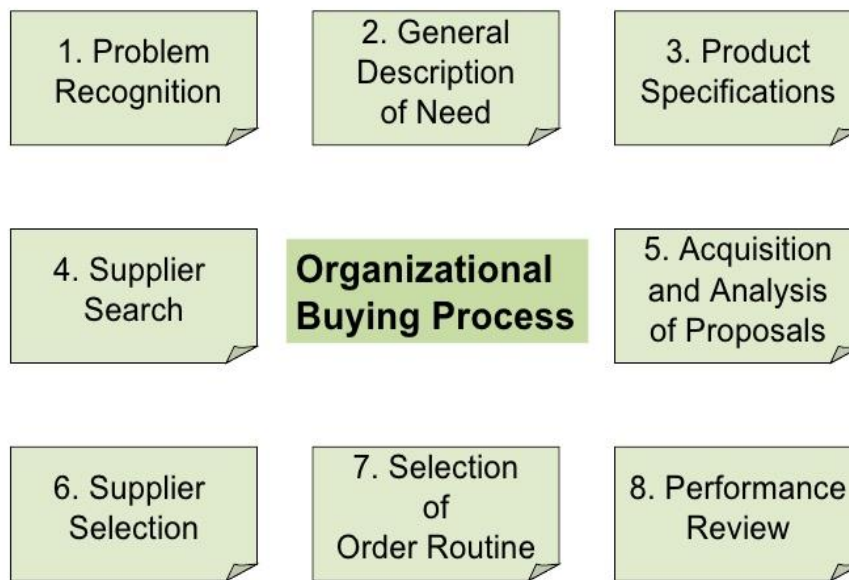 1. Problem
Recognition
2. General
Description
of Need
3. Product
Specifications
4. Supplier
Search
Organizational
Buying Process
5. Acquisition
and Analysis
of Proposals
6. Supplier
Selection
7. Selection
of
Order Routine
8. Performance
Review